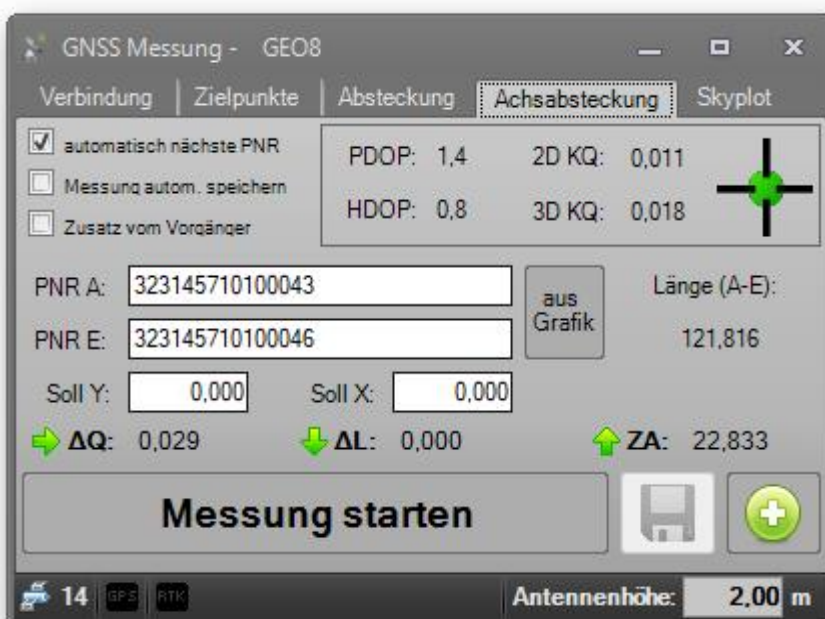 GNSS Messung - GEO8
Verbindung Zielpunkte Absteckung Achsabsteckung Skyplot
automatisch nächste PNR
Messung autom. speichern
Zusatz vom Vorgänger
PDOP: 1,4 2D KQ: 0,011
HDOP: 0,8 3D KQ: 0,018
PNR A: 323145710100043
PNR E: 323145710100046
aus
Grafik
Länge (A-E):
121,816
Soll Y: 0,000 Soll X: 0,000
ΔQ: 0,029 ΔL: 0,000 ZA: 22,833
Messung starten
14 GPS RTK Antennenhöhe: 2,00 m